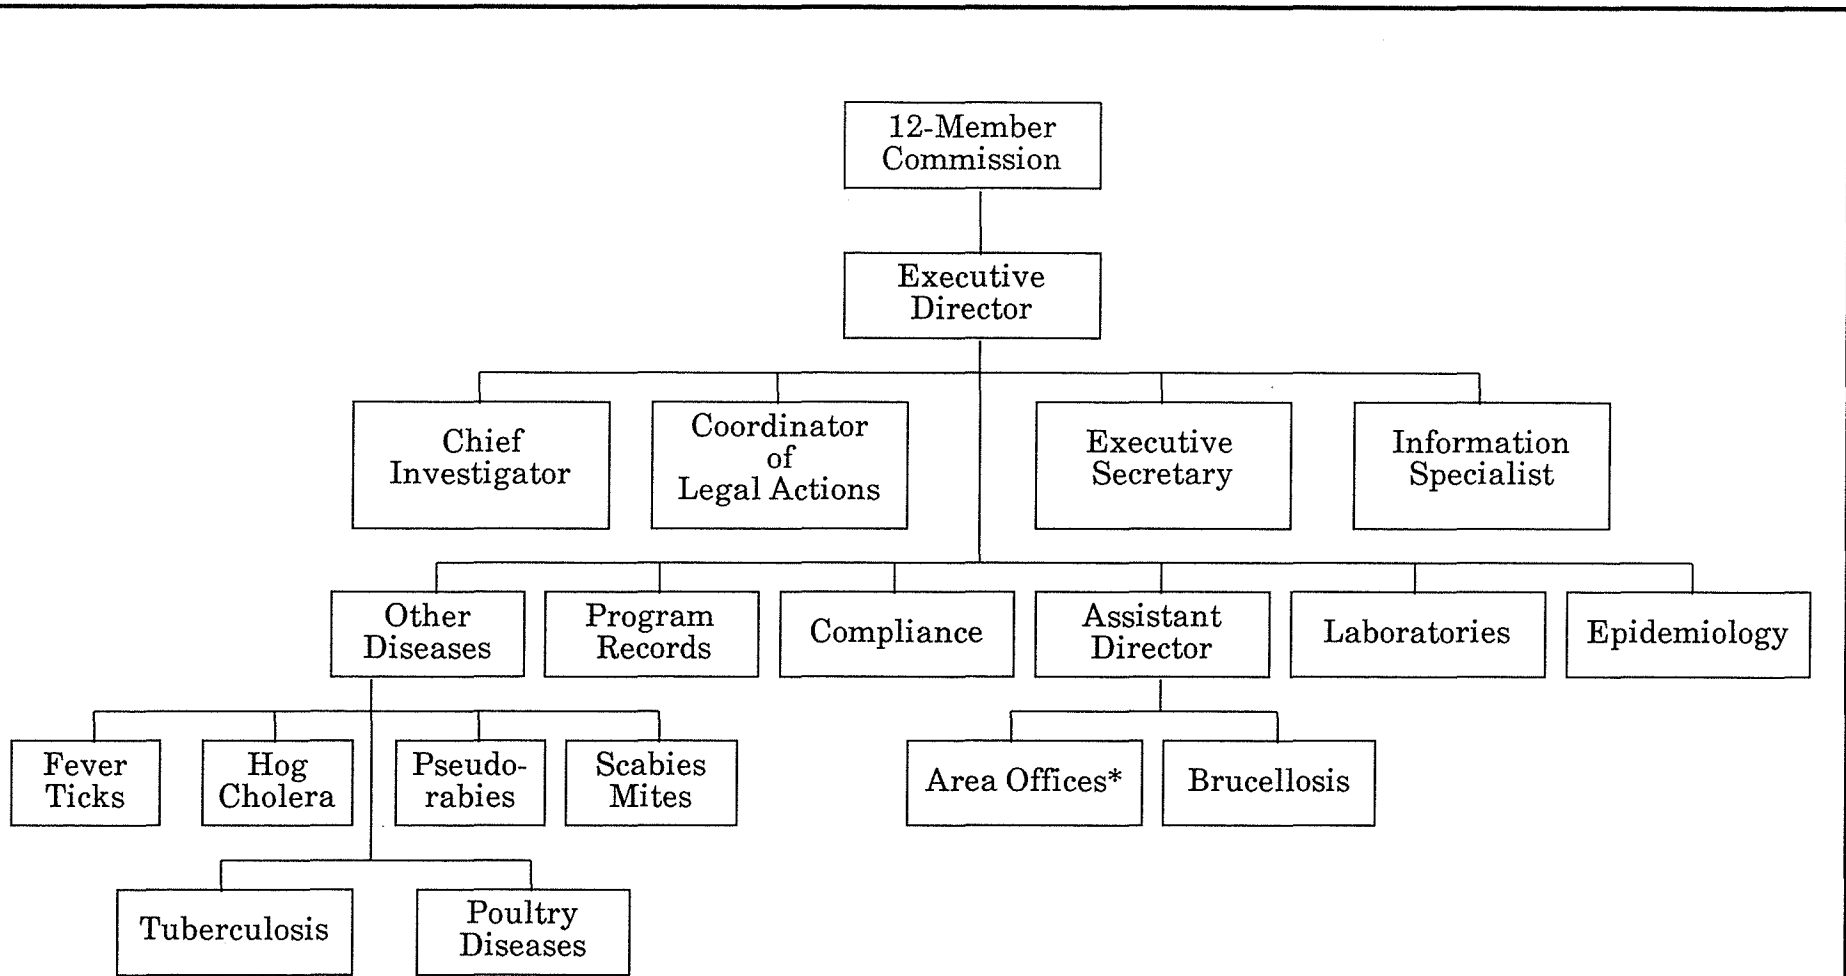 12-Member
Commission
Executive
Director
Chief
Investigator
Coordinator
of
Legal Actions
Executive
Secretary
Information
Specialist
Other
Diseases
Program
Records
Compliance
Assistant
Director
Laboratories
Epidemiology
Fever
Ticks
Hog
Cholera
Pseudo-
rabies
Scabies
Mites
Area Offices*
Brucellosis
Tuberculosis
Poultry
Diseases